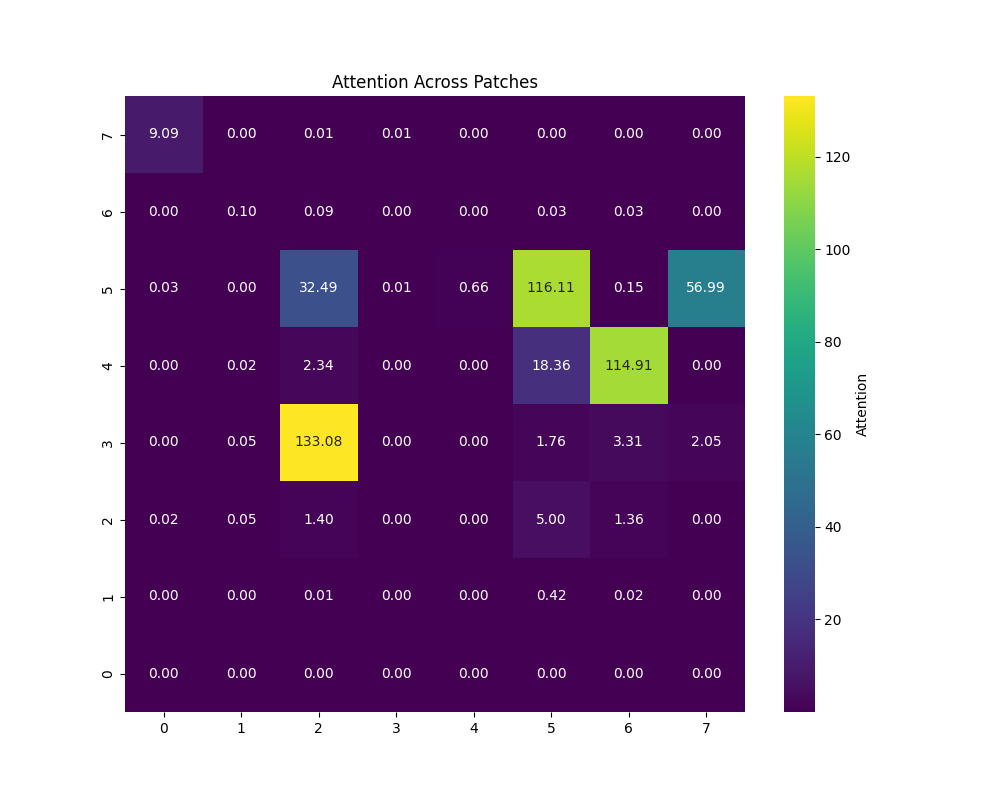 Attention Across Patches
7 9.09 0.00 0.01 0.01 0.00 0.00 0.00 0.00
6 0.00 0.10 0.09 0.00 0.00 0.03 0.03 0.00
5 0.03 0.00 32.49 0.01 0.66 116.11 0.15 56.99
4 0.00 0.02 2.34 0.00 0.00 18.36 114.91 0.00
3 0.00 0.05 133.08 0.00 0.00 1.76 3.31 2.05
2 0.02 0.05 1.40 0.00 0.00 5.00 1.36 0.00
1 0.00 0.00 0.01 0.00 0.00 0.42 0.02 0.00
0 0.00 0.00 0.00 0.00 0.00 0.00 0.00 0.00
0 1 2 3 4 5 6 7
120
100
80
60
40
20
Attention